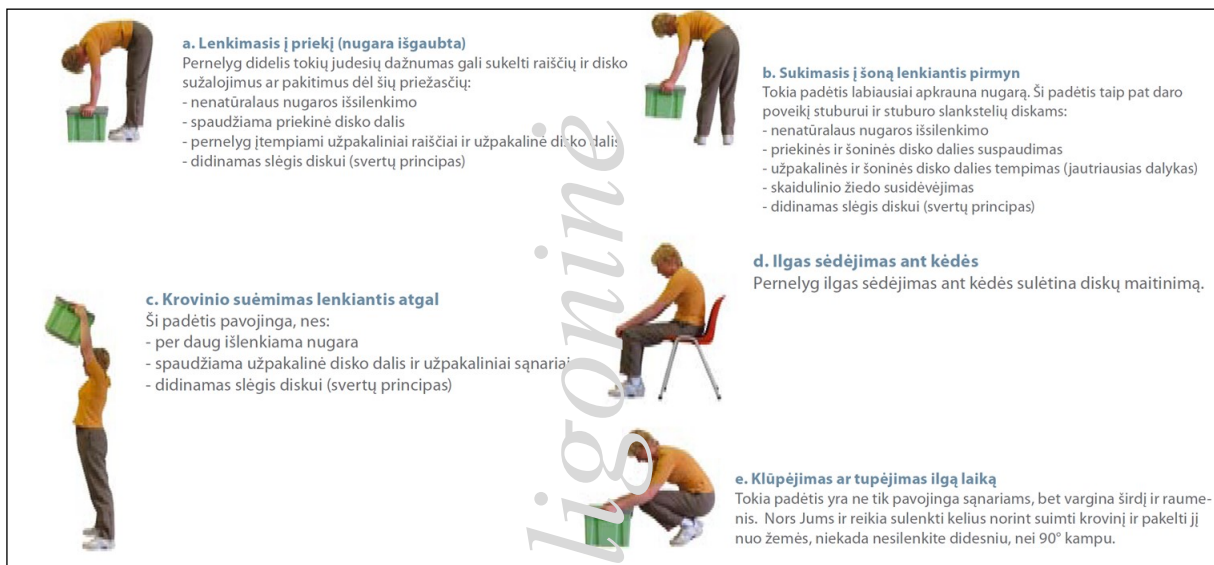 a. Lenkimasis į priekį (nugara išgaubta)
Pernelyg didelis tokių judesių dažnumas gali sukelti raiščių ir disko
sužalojimus ar pakitimus dėl šių priežasčių:
- nenatūralaus nugaros išsilenkimo
- spaudžiama priekinė disko dalis
- pernelyg įtempiami užpakaliniai raiščiai ir užpakalinė disko dalis
- didinamas slėgis diskui (svertų principas)
b. Sukimasis į šoną lenkiantis pirmyn
Tokia padėtis labiausiai apkrauna nugarą. Ši padėtis taip pat daro
poveikį stuburui ir stuburo slankstelių diskams:
- nenatūralaus nugaros išsilenkimo
- priekinės ir šoninės disko dalies suspaudimas
- užpakalinės ir šoninės disko dalies tempimas (jautriausias dalykas)
- skaidulinio žiedo susidėvėjimas
- didinamas slėgis diskui (svertų principas)
c. Krovinio suėmimas lenkiantis atgal
Ši padėtis pavojinga, nes:
- per daug išlenkiama nugara
- spaudžiama užpakalinė disko dalis ir užpakaliniai sąnariai
- didinamas slėgis diskui (svertų principas)
d. Ilgas sėdėjimas ant kėdės
Pernelyg ilgas sėdėjimas ant kėdės sulėtina diskų maitinimą.
e. Klūpėjimas ar tupėjimas ilgą laiką
Tokia padėtis yra ne tik pavojinga sąnariams, bet vargina širdį ir raume-
nis. Nors Jums ir reikia sulenkti kelius norint suimti krovinį ir pakelti jį
nuo žemės, niekada nesilenkite didesniu, nei 90° kampu.
ligoninė